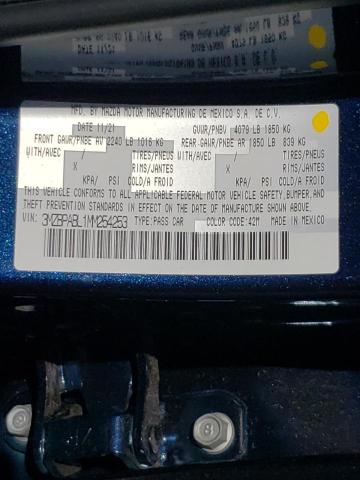 MFD. BY MAZDA MOTOR MANUFACTURING DE MEXICO S.A. DE C.V.
DATE 11/21 GVWR/PNBV 4079 LB 1850 KG
FRONT GAWR/PNBE AV 2240 LB 1016 KG REAR GAWR/PNBE AR 1850 LB 839 KG
WITH/AVEC TIRES/PNEUS WITH/AVEC TIRES/PNEUS
X RIMS/JANTES X RIMS/JANTES
KPA/ PSI COLD/A FROID KPA/ PSI COLD/A FROID
THIS VEHICLE CONFORMS TO ALL APPLICABLE FEDERAL MOTOR VEHICLE SAFETY, BUMPER, AND
THEFT PREVENTION STANDARDS IN EFFECT ON THE DATE OF MANUFACTURE SHOWN ABOVE.
VIN: 3MZBPABL1MM254253 TYPE: PASS CAR COLOR CODE: 42M MADE IN MEXICO
8